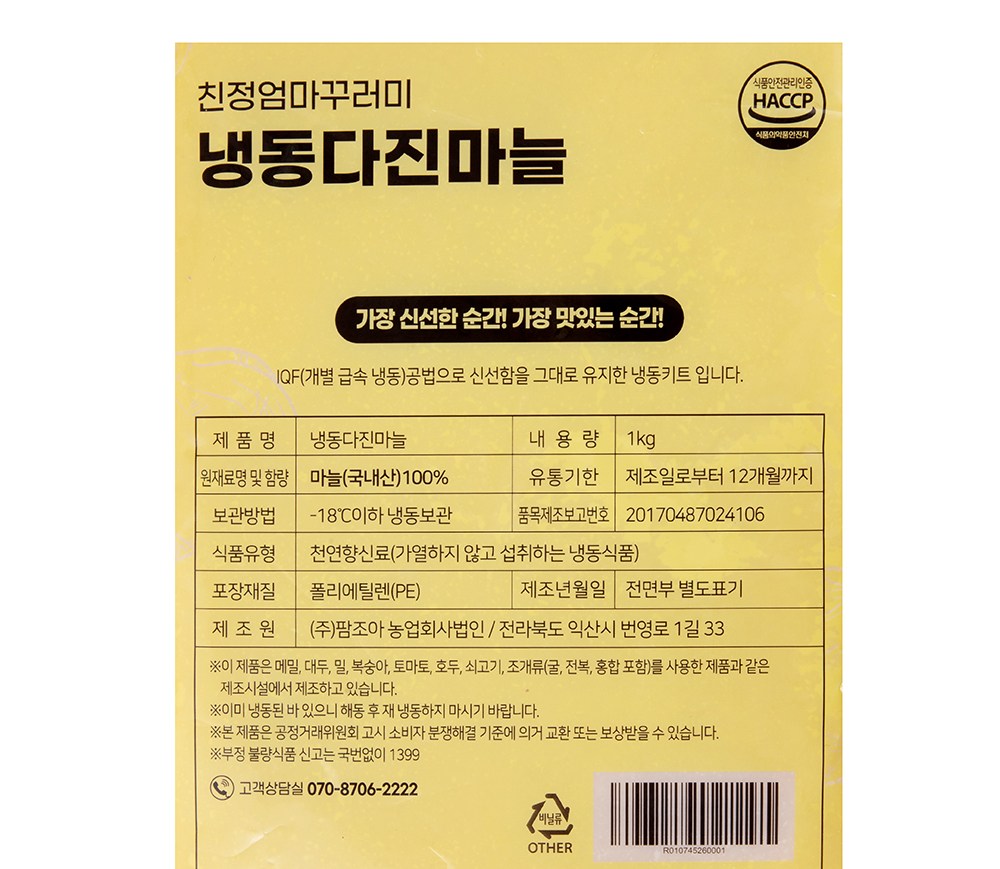 친정엄마꾸러미
냉동다진마늘
식품안전관리인증
HACCP
식품의약품안전처
가장 신선한 순간! 가장 맛있는 순간!
IQF(개별 급속 냉동)공법으로 신선함을 그대로 유지한 냉동키트 입니다.
제 품 명 냉동다진마늘 내 용 량 1kg
원재료명 및 함량 마늘(국내산)100% 유통기한 제조일로부터 12개월까지
보관방법 -18℃이하 냉동보관 품목제조보고번호 20170487024106
식품유형 천연향신료(가열하지 않고 섭취하는 냉동식품)
포장재질 폴리에틸렌(PE) 제조년월일 전면부 별도표기
제 조 원 (주)팜조아 농업회사법인 / 전라북도 익산시 번영로 1길 33
※이 제품은 메밀, 대두, 밀, 복숭아, 토마토, 호두, 쇠고기, 조개류(굴, 전복, 홍합 포함)를 사용한 제품과 같은
제조시설에서 제조하고 있습니다.
※이미 냉동된 바 있으니 해동 후 재 냉동하지 마시기 바랍니다.
※본 제품은 공정거래위원회 고시 소비자 분쟁해결 기준에 의거 교환 또는 보상받을 수 있습니다.
※부정 불량식품 신고는 국번없이 1399
고객상담실 070-8706-2222
비닐류
OTHER
R010745260001